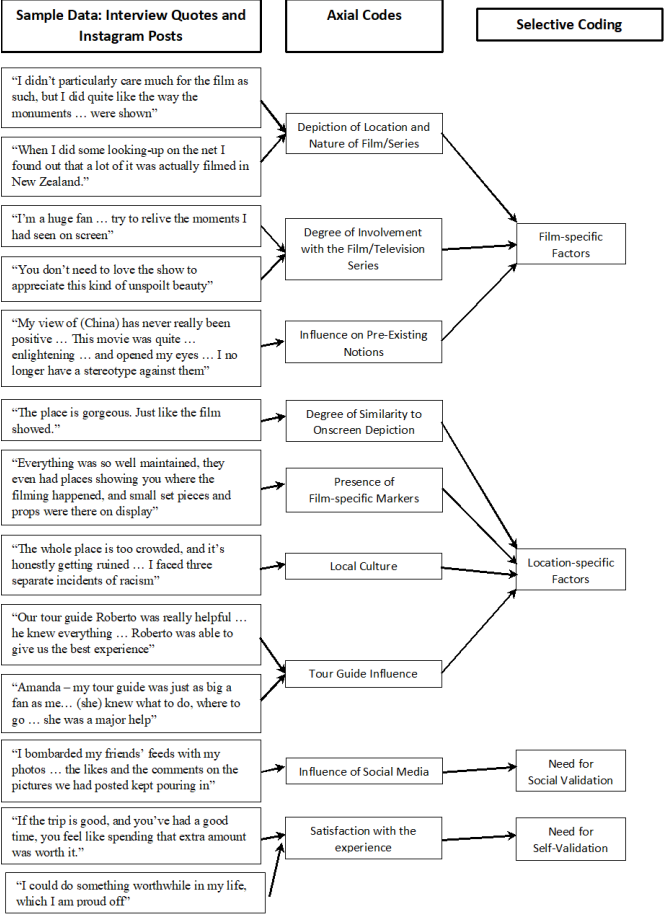 Sample Data: Interview Quotes and
Instagram Posts
Axial Codes
Selective Coding
“I didn’t particularly care much for the film as
such, but I did quite like the way the
monuments … were shown”
“When I did some looking-up on the net I
found out that a lot of it was actually filmed in
New Zealand.”
Depiction of Location and
Nature of Film/Series
“I’m a huge fan … try to relive the moments I
had seen on screen”
“You don’t need to love the show to
appreciate this kind of unspoilt beauty”
Degree of Involvement
with the Film/Television
Series
Film-specific
Factors
“My view of (China) has never really been
positive … This movie was quite …
enlightening … and opened my eyes … I no
longer have a stereotype against them”
Influence on Pre-Existing
Notions
“The place is gorgeous. Just like the film
showed.”
Degree of Similarity to
Onscreen Depiction
“Everything was so well maintained, they
even had places showing you where the
filming happened, and small set pieces and
props were there on display”
Presence of
Film-specific Markers
“The whole place is too crowded, and it’s
honestly getting ruined … I faced three
separate incidents of racism”
Local Culture
Location-specific
Factors
“Our tour guide Roberto was really helpful …
he knew everything … Roberto was able to
give us the best experience”
“Amanda – my tour guide was just as big a
fan as me… (she) knew what to do, where to
go … she was a major help”
Tour Guide Influence
“I bombarded my friends’ feeds with my
photos … the likes and the comments on the
pictures we had posted kept pouring in”
Influence of Social Media
Need for
Social Validation
“If the trip is good, and you’ve had a good
time, you feel like spending that extra amount
was worth it.”
Satisfaction with the
experience
Need for
Self-Validation
“I could do something worthwhile in my life,
which I am proud off”